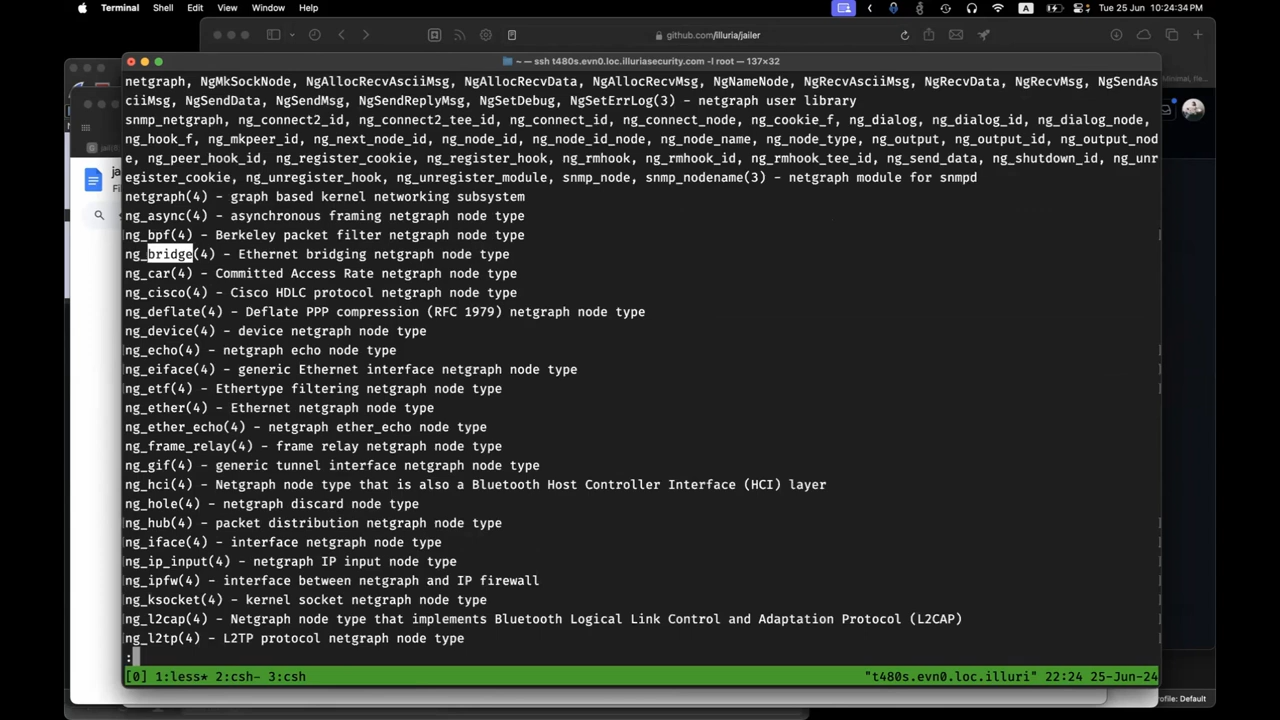 Terminal Shell Edit View Window Help
Tue 25 Jun 10:24:34 PM
github.com/illuria/jailer
~ — ssh t480s.evn0.loc.illuriasecurity.com -l root — 137×32
netgraph, NgMkSockNode, NgAllocRecvAsciiMsg, NgAllocRecvData, NgAllocRecvMsg, NgNameNode, NgRecvAsciiMsg, NgRecvData, NgRecvMsg, NgSendAs
ciiMsg, NgSendData, NgSendMsg, NgSendReplyMsg, NgSetDebug, NgSetErrLog(3) - netgraph user library
snmp_netgraph, ng_connect2_id, ng_connect2_tee_id, ng_connect_id, ng_connect_node, ng_cookie_f, ng_dialog, ng_dialog_id, ng_dialog_node,
ng_hook_f, ng_mkpeer_id, ng_next_node_id, ng_node_id, ng_node_id_node, ng_node_name, ng_node_type, ng_output, ng_output_id, ng_output_nod
e, ng_peer_hook_id, ng_register_cookie, ng_register_hook, ng_rmhook, ng_rmhook_id, ng_rmhook_tee_id, ng_send_data, ng_shutdown_id, ng_unr
egister_cookie, ng_unregister_hook, ng_unregister_module, snmp_node, snmp_nodename(3) - netgraph module for snmpd
netgraph(4) - graph based kernel networking subsystem
ng_async(4) - asynchronous framing netgraph node type
ng_bpf(4) - Berkeley packet filter netgraph node type
ng_bridge(4) - Ethernet bridging netgraph node type
ng_car(4) - Committed Access Rate netgraph node type
ng_cisco(4) - Cisco HDLC protocol netgraph node type
ng_deflate(4) - Deflate PPP compression (RFC 1979) netgraph node type
ng_device(4) - device netgraph node type
ng_echo(4) - netgraph echo node type
ng_eiface(4) - generic Ethernet interface netgraph node type
ng_etf(4) - Ethertype filtering netgraph node type
ng_ether(4) - Ethernet netgraph node type
ng_ether_echo(4) - netgraph ether_echo node type
ng_frame_relay(4) - frame relay netgraph node type
ng_gif(4) - generic tunnel interface netgraph node type
ng_hci(4) - Netgraph node type that is also a Bluetooth Host Controller Interface (HCI) layer
ng_hole(4) - netgraph discard node type
ng_hub(4) - packet distribution netgraph node type
ng_iface(4) - interface netgraph node type
ng_ip_input(4) - netgraph IP input node type
ng_ipfw(4) - interface between netgraph and IP firewall
ng_ksocket(4) - kernel socket netgraph node type
ng_l2cap(4) - Netgraph node type that implements Bluetooth Logical Link Control and Adaptation Protocol (L2CAP)
ng_l2tp(4) - L2TP protocol netgraph node type
:
[0] 1:less* 2:csh- 3:csh "t480s.evn0.loc.illuri" 22:24 25-Jun-24
Profile: Default